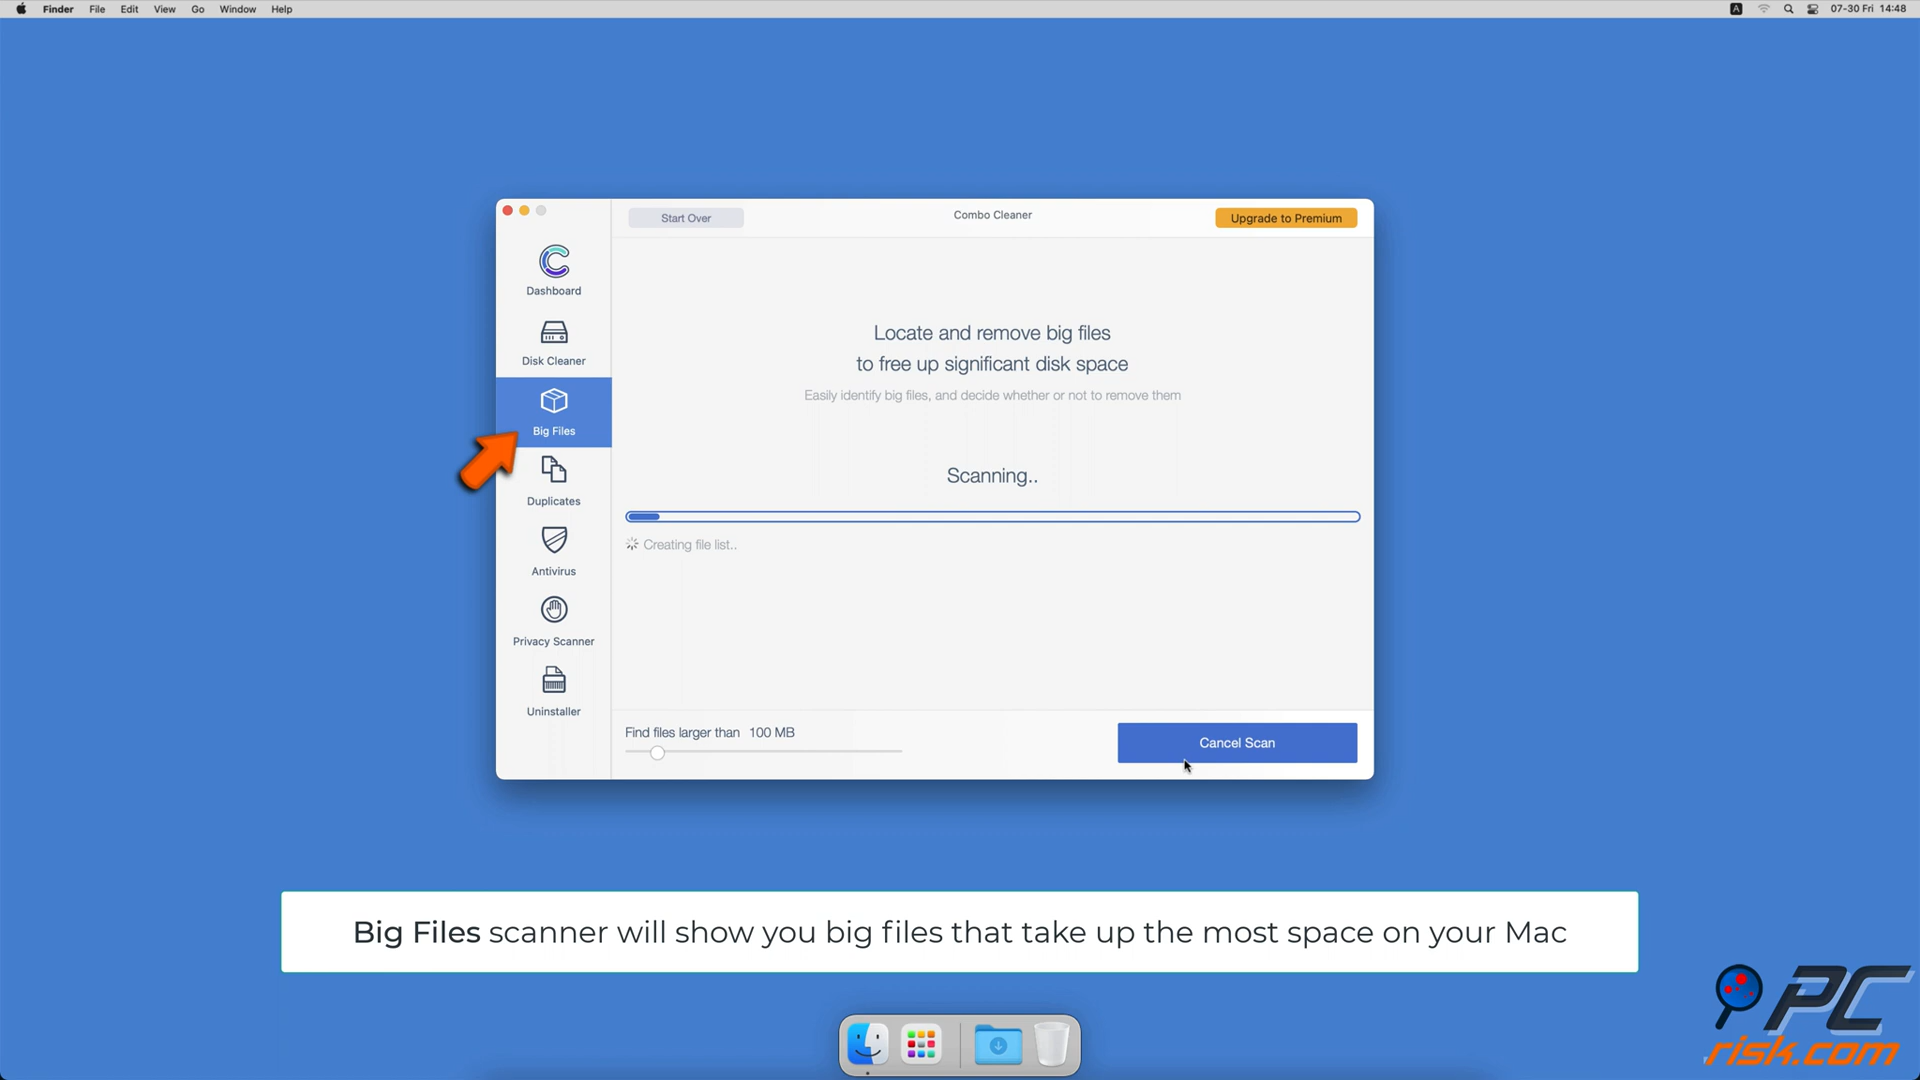 Finder File Edit View Go Window Help
A 07-30 Fri 14:48
Start Over
Combo Cleaner
Upgrade to Premium
Dashboard
Disk Cleaner
Big Files
Duplicates
Antivirus
Privacy Scanner
Uninstaller
Locate and remove big files
to free up significant disk space
Easily identify big files, and decide whether or not to remove them
Scanning..
Creating file list..
Find files larger than 100 MB
Cancel Scan
Big Files scanner will show you big files that take up the most space on your Mac
PC
risk.com